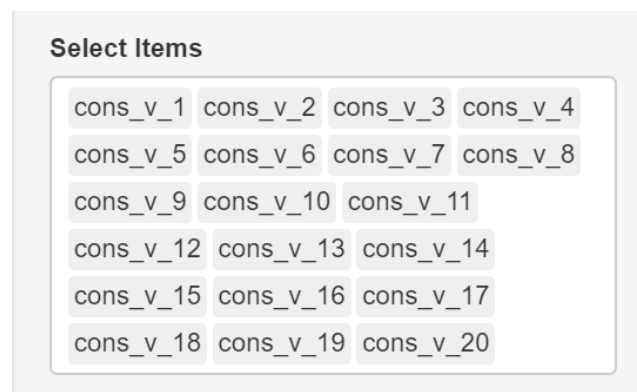 Select Items
cons_v_1 cons_v_2 cons_v_3 cons_v_4
cons_v_5 cons_v_6 cons_v_7 cons_v_8
cons_v_9 cons_v_10 cons_v_11
cons_v_12 cons_v_13 cons_v_14
cons_v_15 cons_v_16 cons_v_17
cons_v_18 cons_v_19 cons_v_20